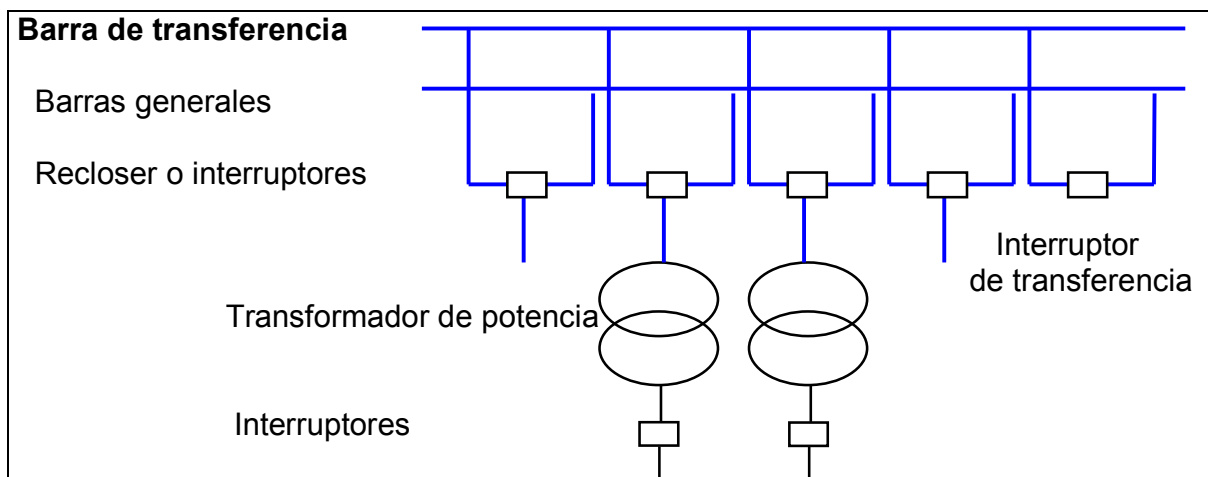 Barra de transferencia
Barras generales
Recloser o interruptores
Interruptor
de transferencia
Transformador de potencia
Interruptores